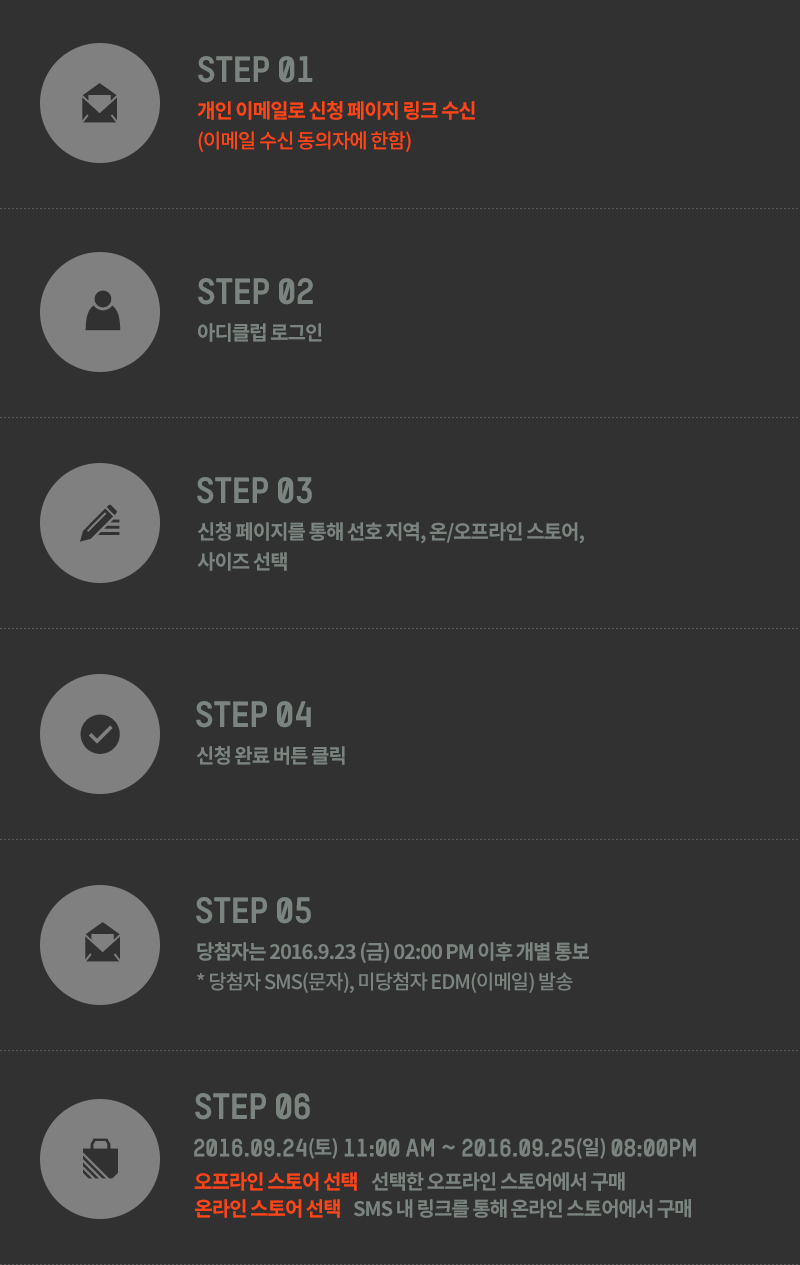 STEP 01
개인 이메일로 신청 페이지 링크 수신
(이메일 수신 동의자에 한함)
STEP 02
아디클럽 로그인
STEP 03
신청 페이지를 통해 선호 지역, 온/오프라인 스토어,
사이즈 선택
STEP 04
신청 완료 버튼 클릭
STEP 05
당첨자는 2016.9.23 (금) 02:00 PM 이후 개별 통보
* 당첨자 SMS(문자), 미당첨자 EDM(이메일) 발송
STEP 06
2016.09.24(토) 11:00 AM ~ 2016.09.25(일) 08:00PM
오프라인 스토어 선택 선택한 오프라인 스토어에서 구매
온라인 스토어 선택 SMS 내 링크를 통해 온라인 스토어에서 구매